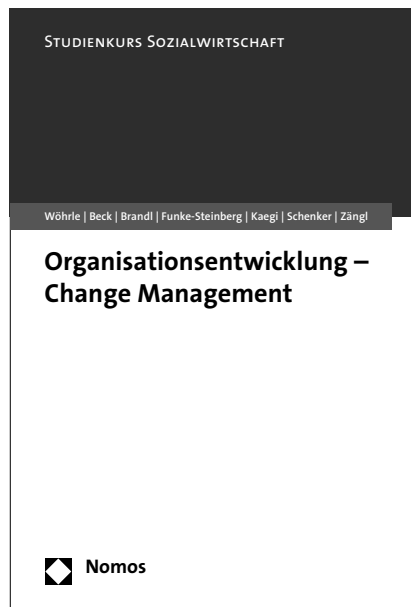 STUDIENKURS SOZIALWIRTSCHAFT
Wöhrle | Beck | Brandl | Funke-Steinberg | Kaegi | Schenker | Zängl
Organisationsentwicklung –
Change Management
Nomos